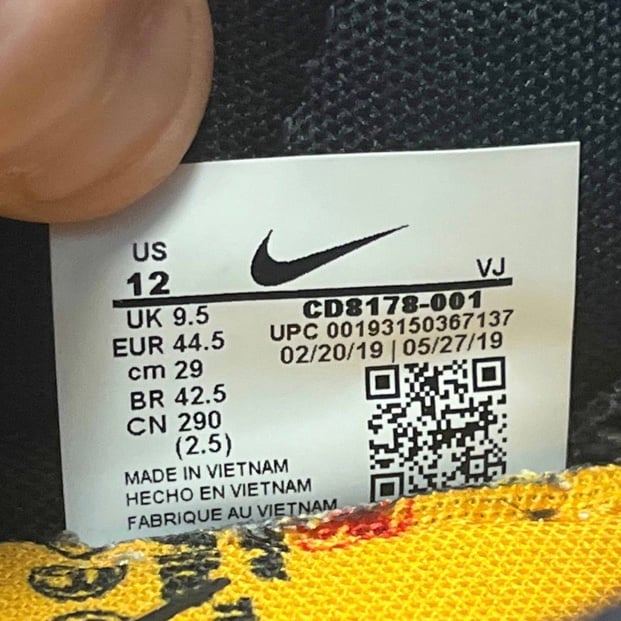 US
12
VJ
UK 9.5
EUR 44.5
cm 29
BR 42.5
CN 290
(2.5)
CD8178-001
UPC 00193150367137
02/20/19 | 05/27/19
MADE IN VIETNAM
HECHO EN VIETNAM
FABRIQUE AU VIETNAM